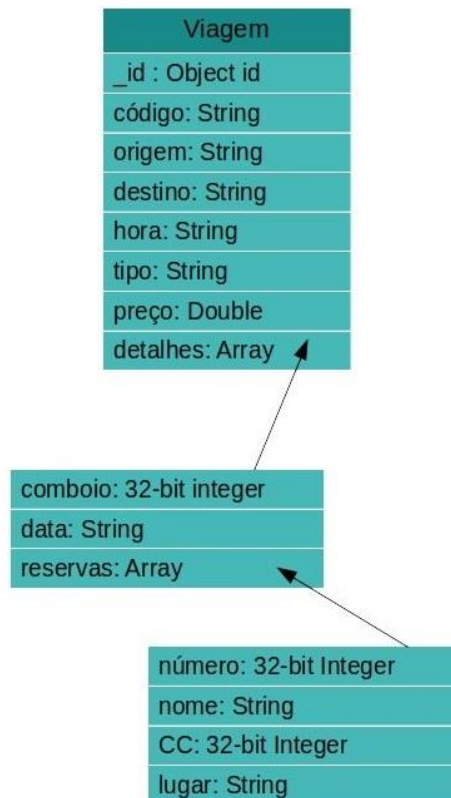 Viagem
_id : Object id
código: String
origem: String
destino: String
hora: String
tipo: String
preço: Double
detalhes: Array
comboio: 32-bit integer
data: String
reservas: Array
número: 32-bit Integer
nome: String
CC: 32-bit Integer
lugar: String